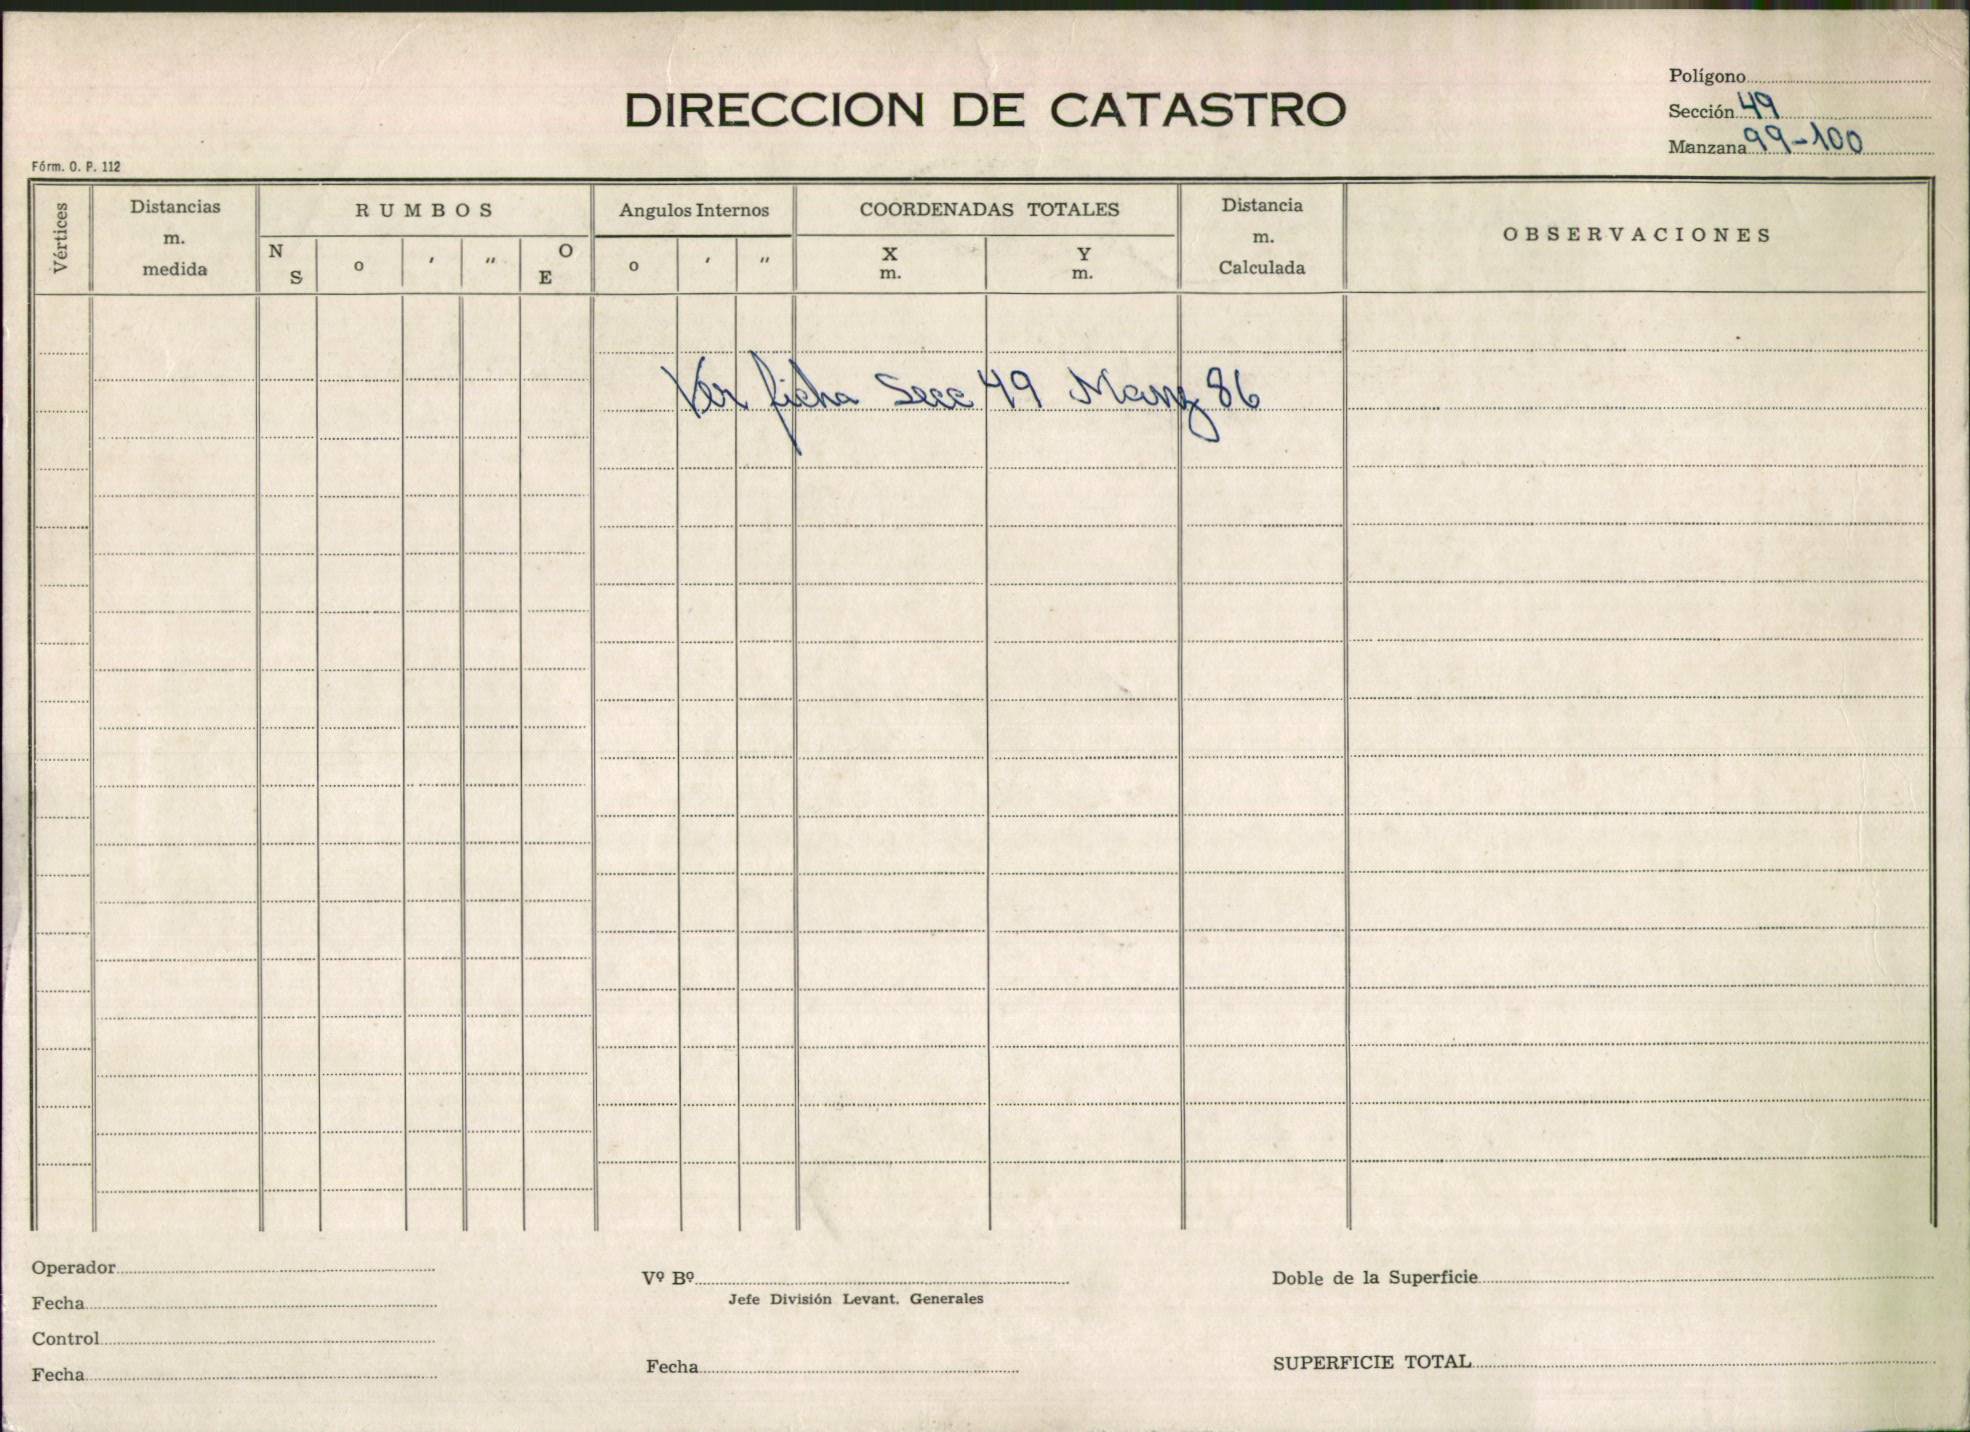 DIRECCION DE CATASTRO
Polígono
Sección 49
Manzana 99-100
Fórm. O. P. 112
Vértices
Distancias m. medida
RUMBOS
N S o ' " O E
Angulos Internos
o ' "
COORDENADAS TOTALES
X m.
Y m.
Distancia m. Calculada
OBSERVACIONES
Ver ficha Secc 49 Manz 86
Operador
Fecha
Control
Fecha
Vº Bº
Jefe División Levant. Generales
Fecha
Doble de la Superficie
SUPERFICIE TOTAL